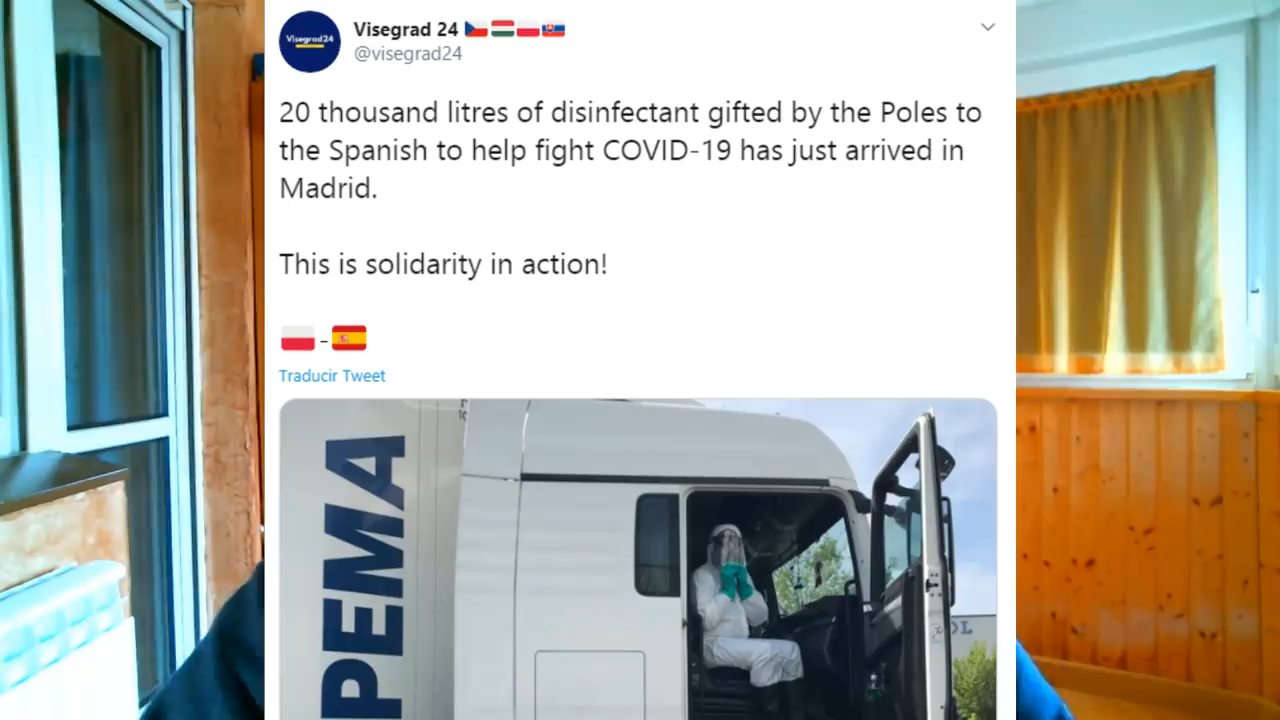 Visegrad24
Visegrad 24 🇨🇿🇭🇺🇵🇱🇸🇰
@visegrad24
20 thousand litres of disinfectant gifted by the Poles to
the Spanish to help fight COVID-19 has just arrived in
Madrid.
This is solidarity in action!
🇵🇱 - 🇪🇸
Traducir Tweet
PEMA